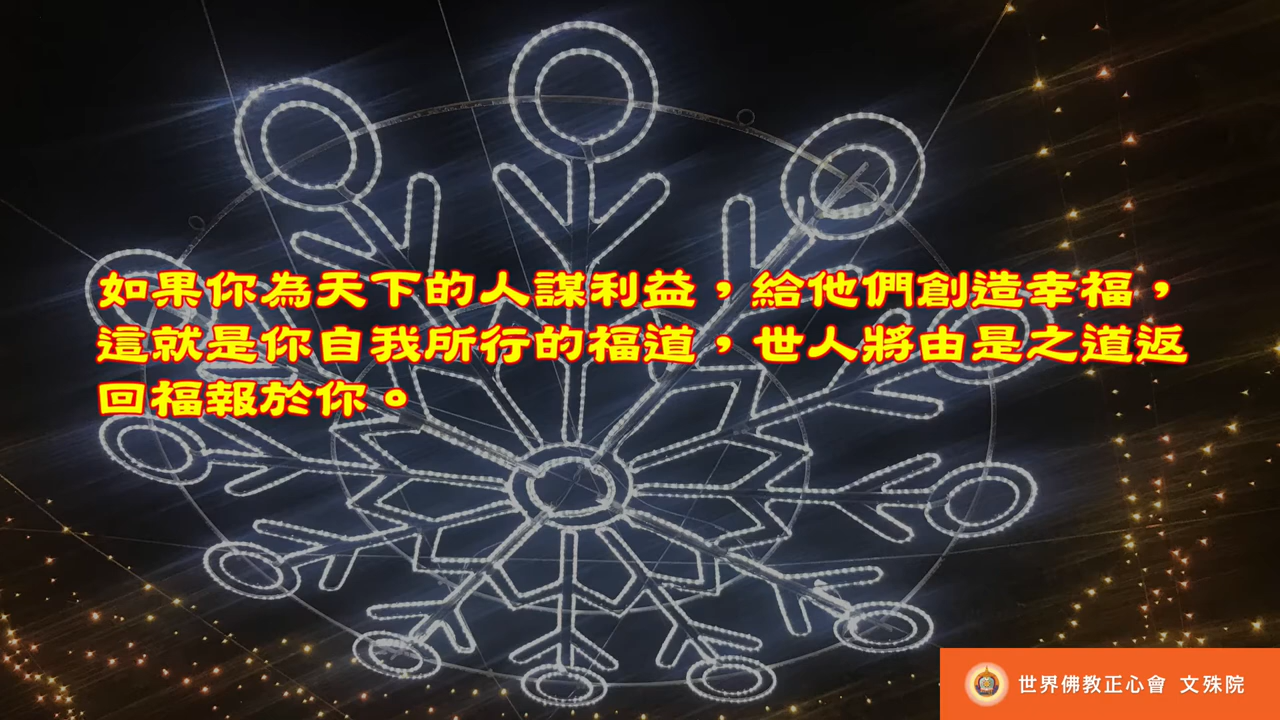 如果你為天下的人謀利益，給他們創造幸福，
這就是你自我所行的福道，世人將由是之道返
回福報於你。
世界佛教正心會 文殊院